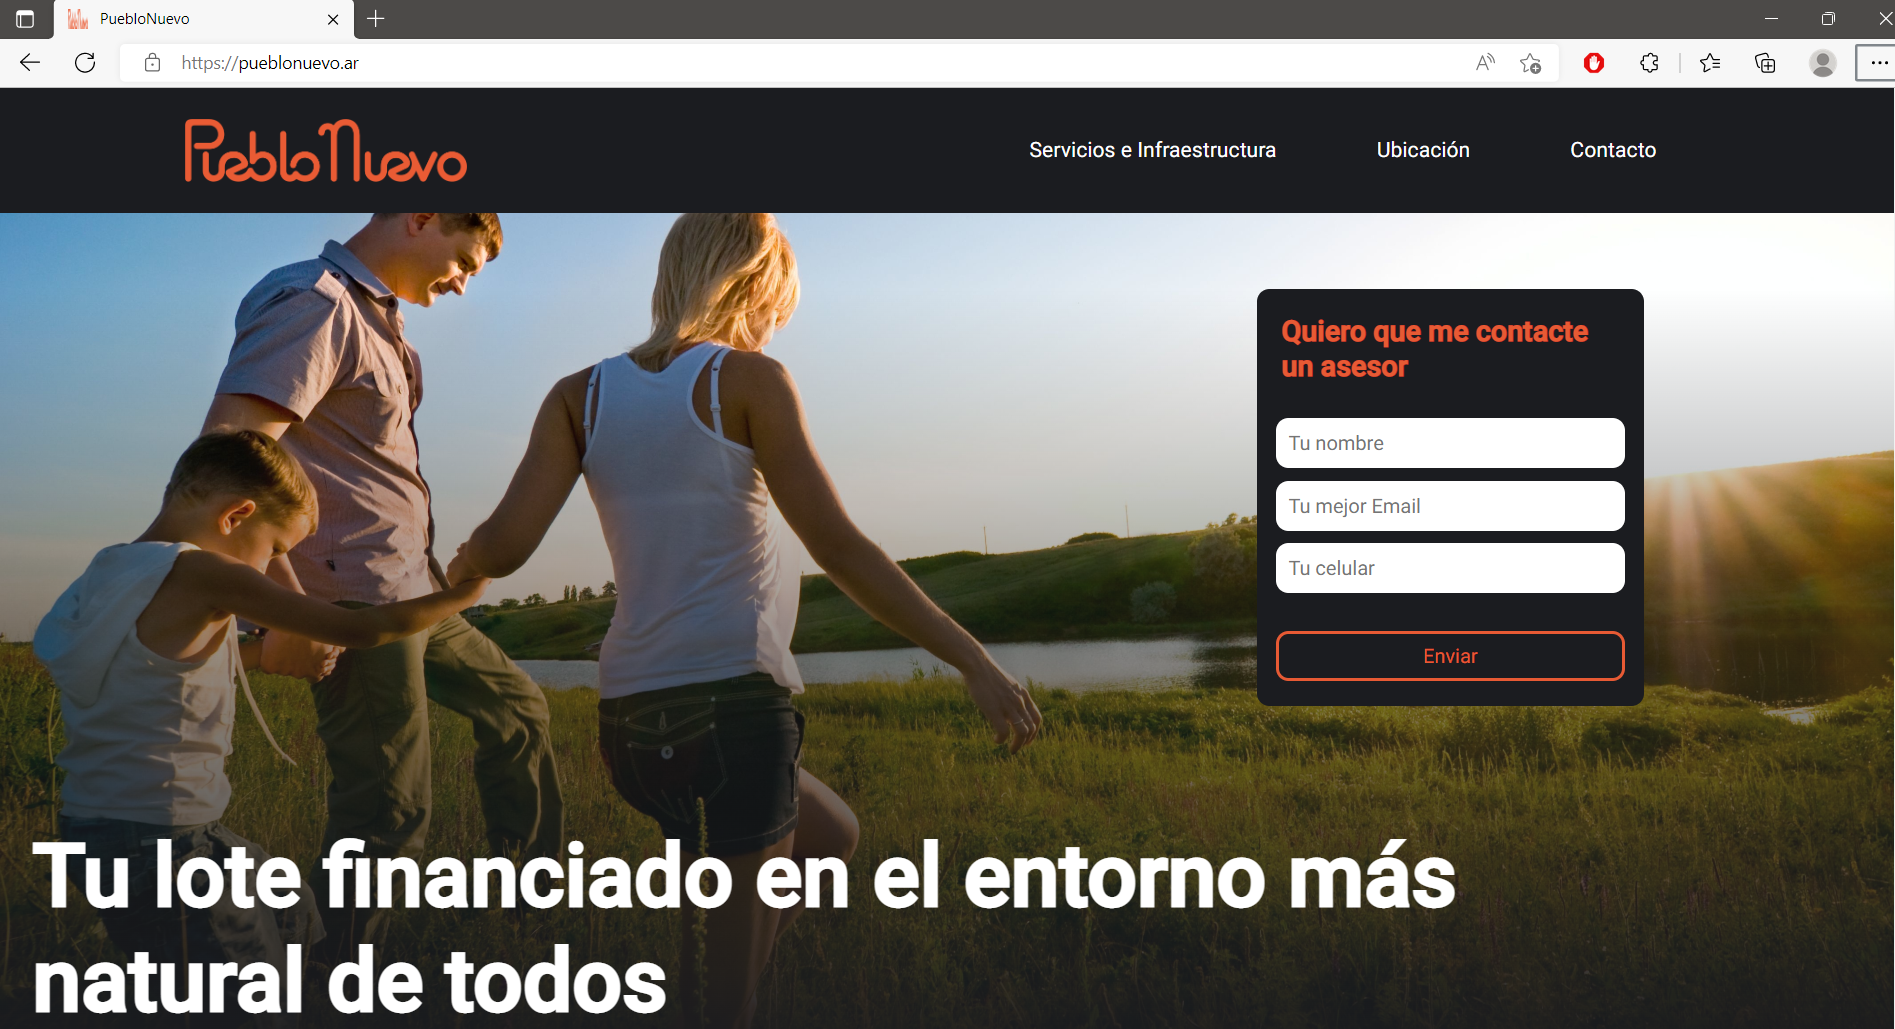 PuebloNuevo
https://pueblonuevo.ar
PuebloNuevo
Servicios e Infraestructura
Ubicación
Contacto
Quiero que me contacte
un asesor
Tu nombre
Tu mejor Email
Tu celular
Enviar
Tu lote financiado en el entorno más
natural de todos